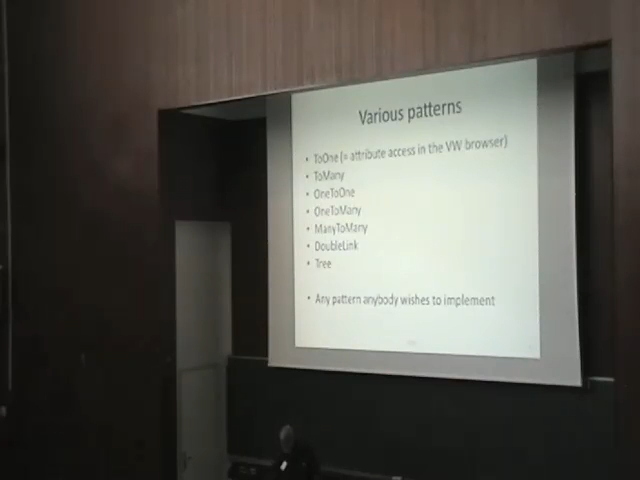 Various patterns
• ToOne (= attribute access in the VW browser)
• ToMany
• OneToOne
• OneToMany
• ManyToMany
• DoubleLink
• Tree
• Any pattern anybody wishes to implement